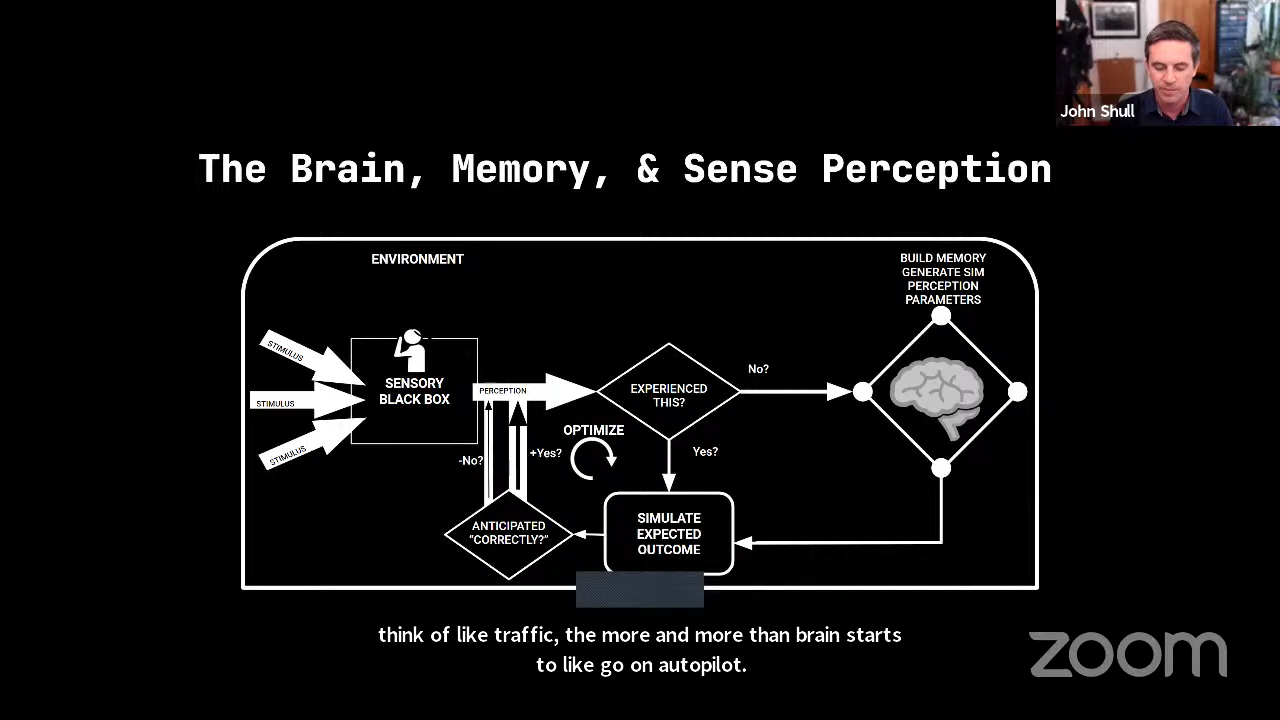 John Shull
The Brain, Memory, & Sense Perception
ENVIRONMENT
BUILD MEMORY
GENERATE SIM
PERCEPTION
PARAMETERS
STIMULUS
STIMULUS
STIMULUS
SENSORY
BLACK BOX
PERCEPTION
EXPERIENCED
THIS?
No?
Yes?
OPTIMIZE
-No?
+Yes?
ANTICIPATED
“CORRECTLY?”
SIMULATE
EXPECTED
OUTCOME
think of like traffic, the more and more than brain starts
to like go on autopilot.
zoom